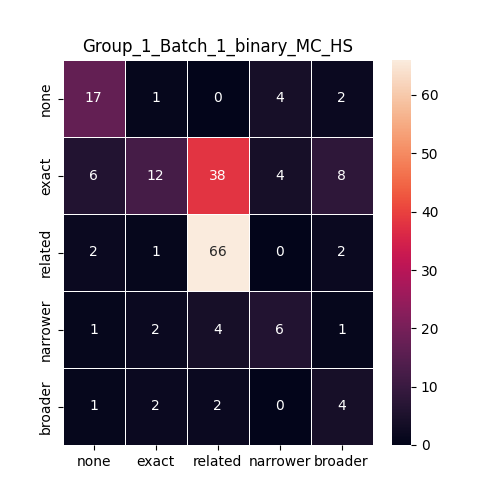 Group_1_Batch_1_binary_MC_HS
none 17 1 0 4 2
exact 6 12 38 4 8
related 2 1 66 0 2
narrower 1 2 4 6 1
broader 1 2 2 0 4
none exact related narrower broader
60
50
40
30
20
10
0